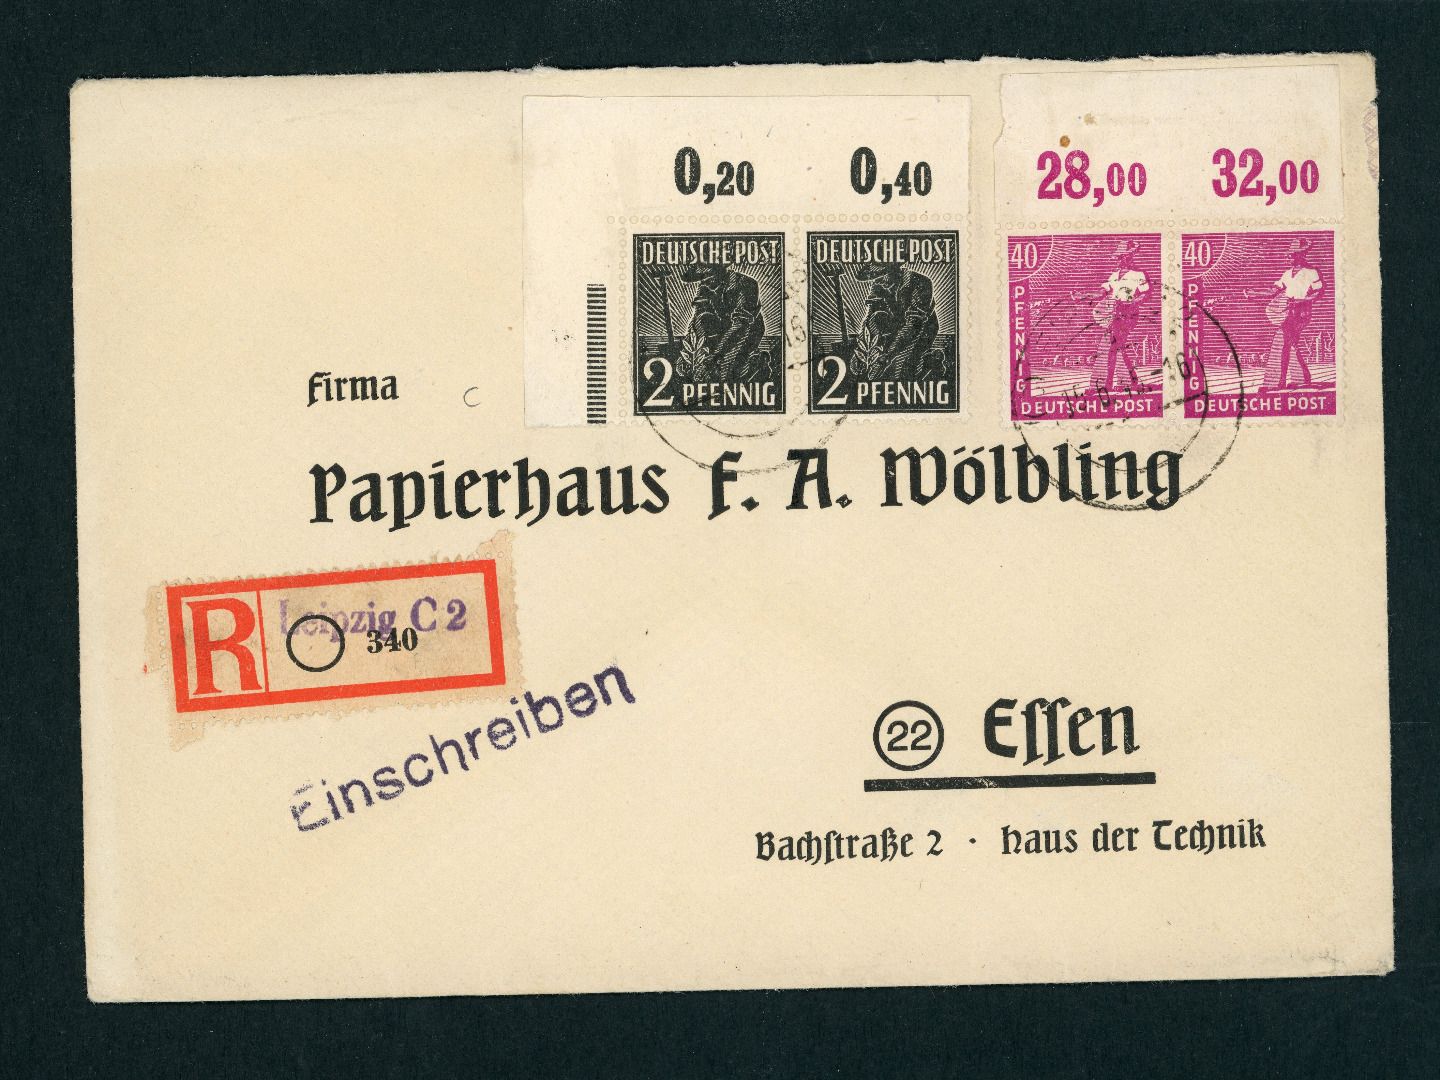 0,20 0,40 28,00 32,00
DEUTSCHE POST DEUTSCHE POST
2 PFENNIG 2 PFENNIG
40 40
PFENNIG PFENNIG
DEUTSCHE POST DEUTSCHE POST
Firma
Papierhaus F. A. Wölbling
R Leipzig C 2
340
Einschreiben
22 Essen
Bachstraße 2 · Haus der Technik